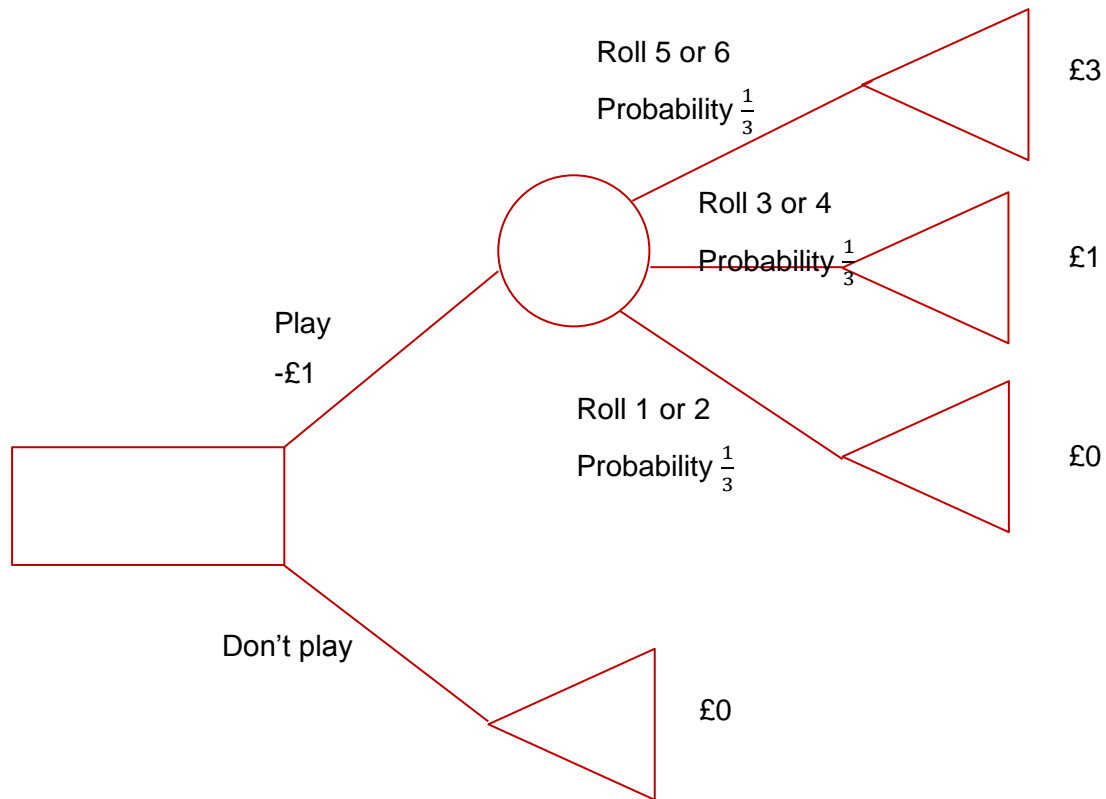 Roll 5 or 6
£3
Probability 1/3
Roll 3 or 4
Probability 1/3
£1
Play
-£1
Roll 1 or 2
Probability 1/3
£0
Don’t play
£0